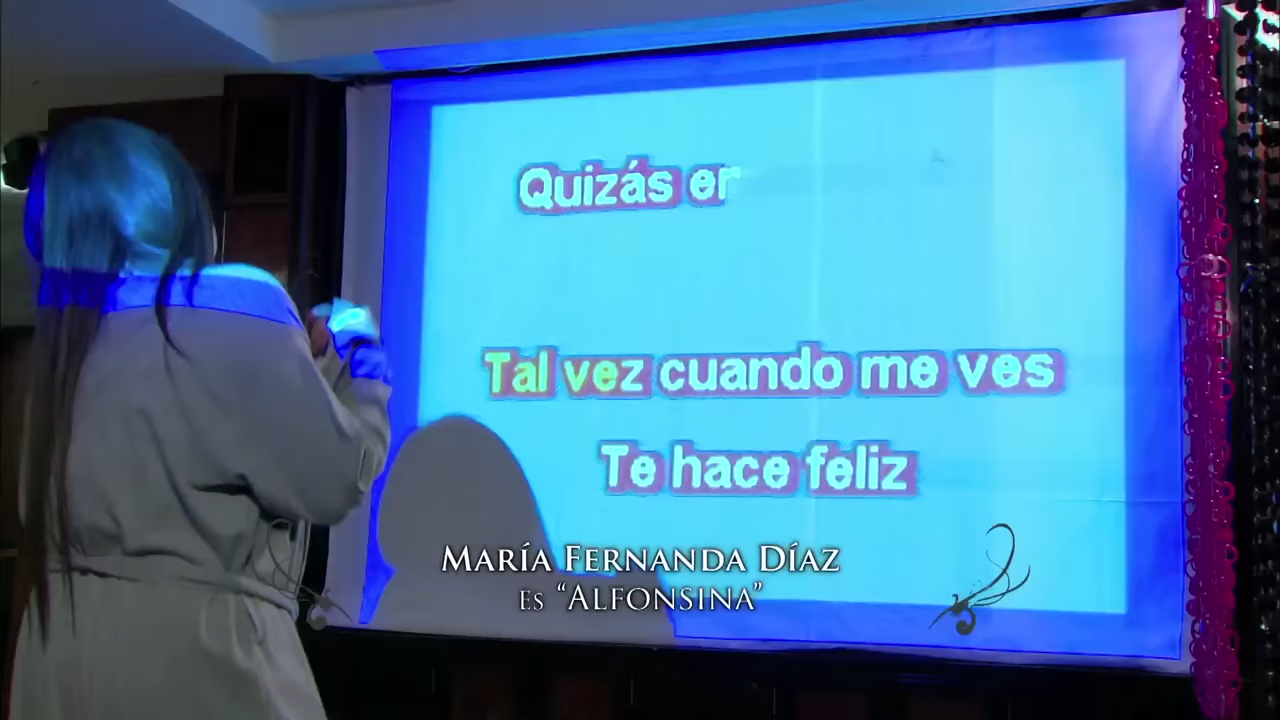 Quizás er
Tal vez cuando me ves
Te hace feliz
MARÍA FERNANDA DÍAZ
ES “ALFONSINA”